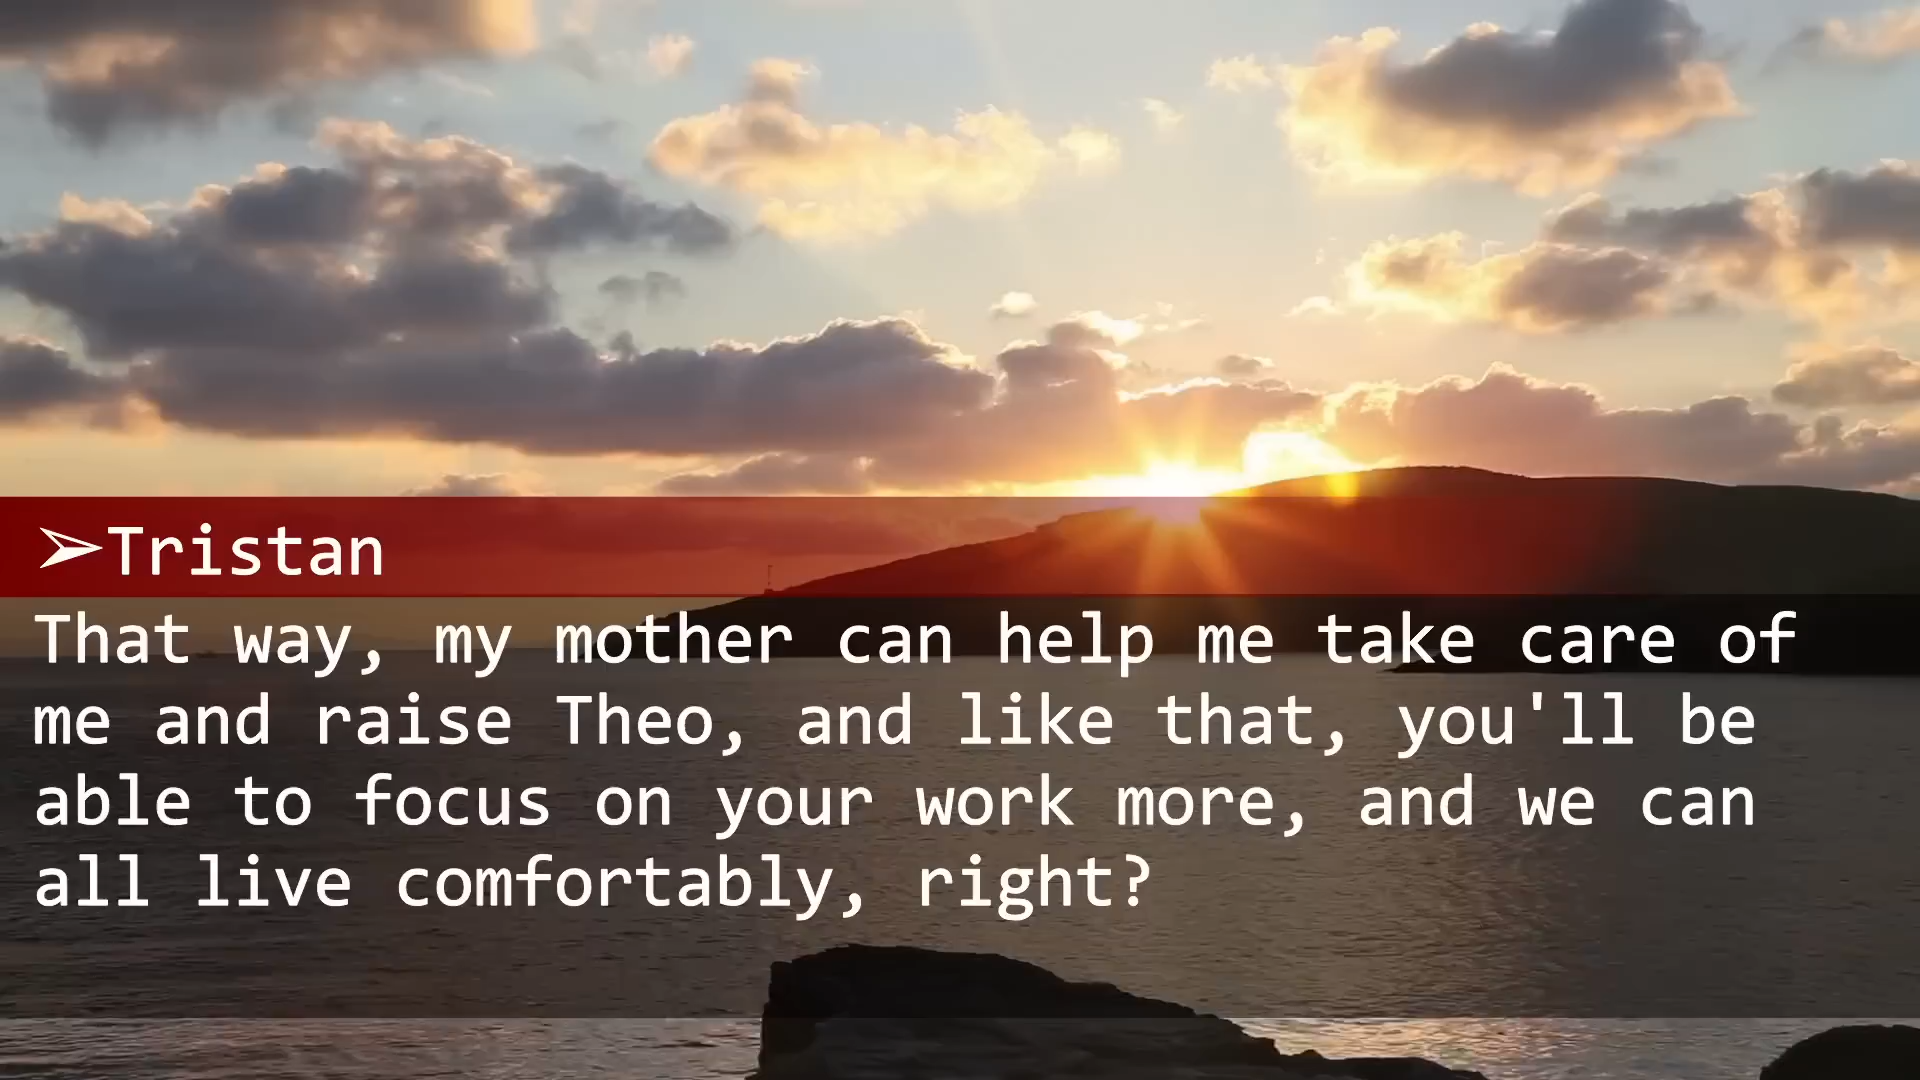 ➢Tristan
That way, my mother can help me take care of
me and raise Theo, and like that, you'll be
able to focus on your work more, and we can
all live comfortably, right?